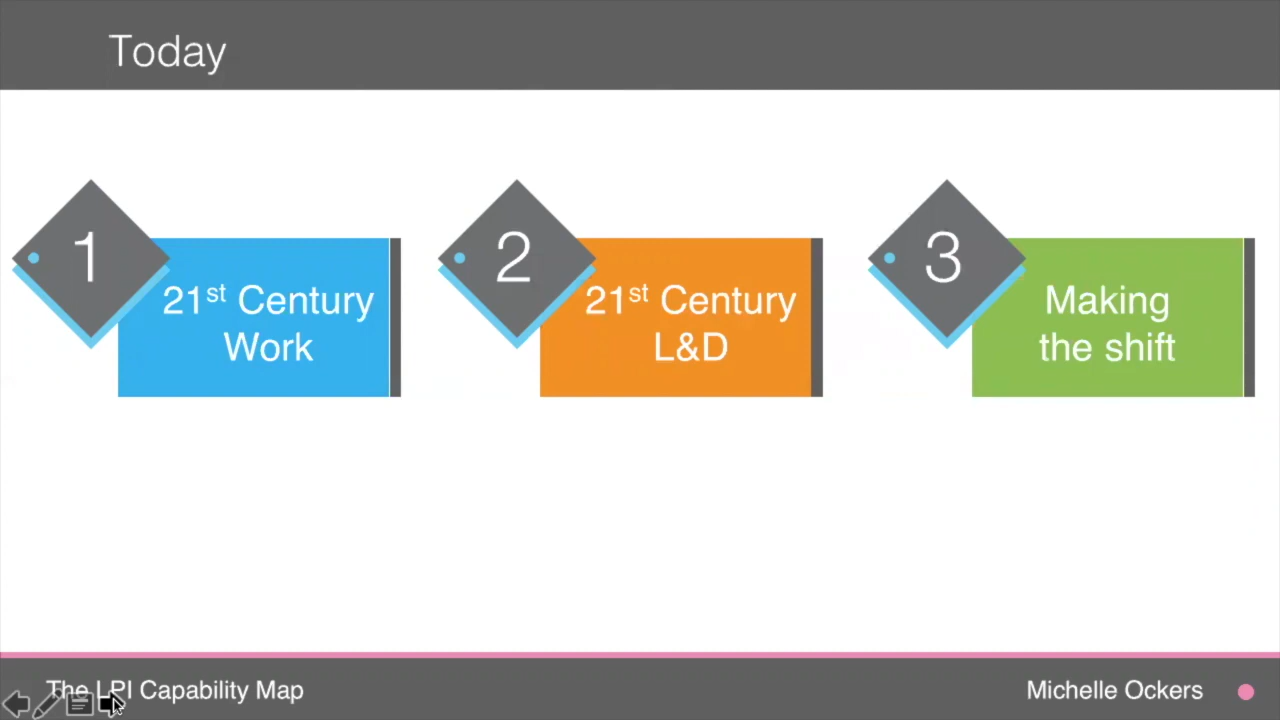 Today
1
21st Century
Work
2
21st Century
L&D
3
Making
the shift
The LPI Capability Map
Michelle Ockers